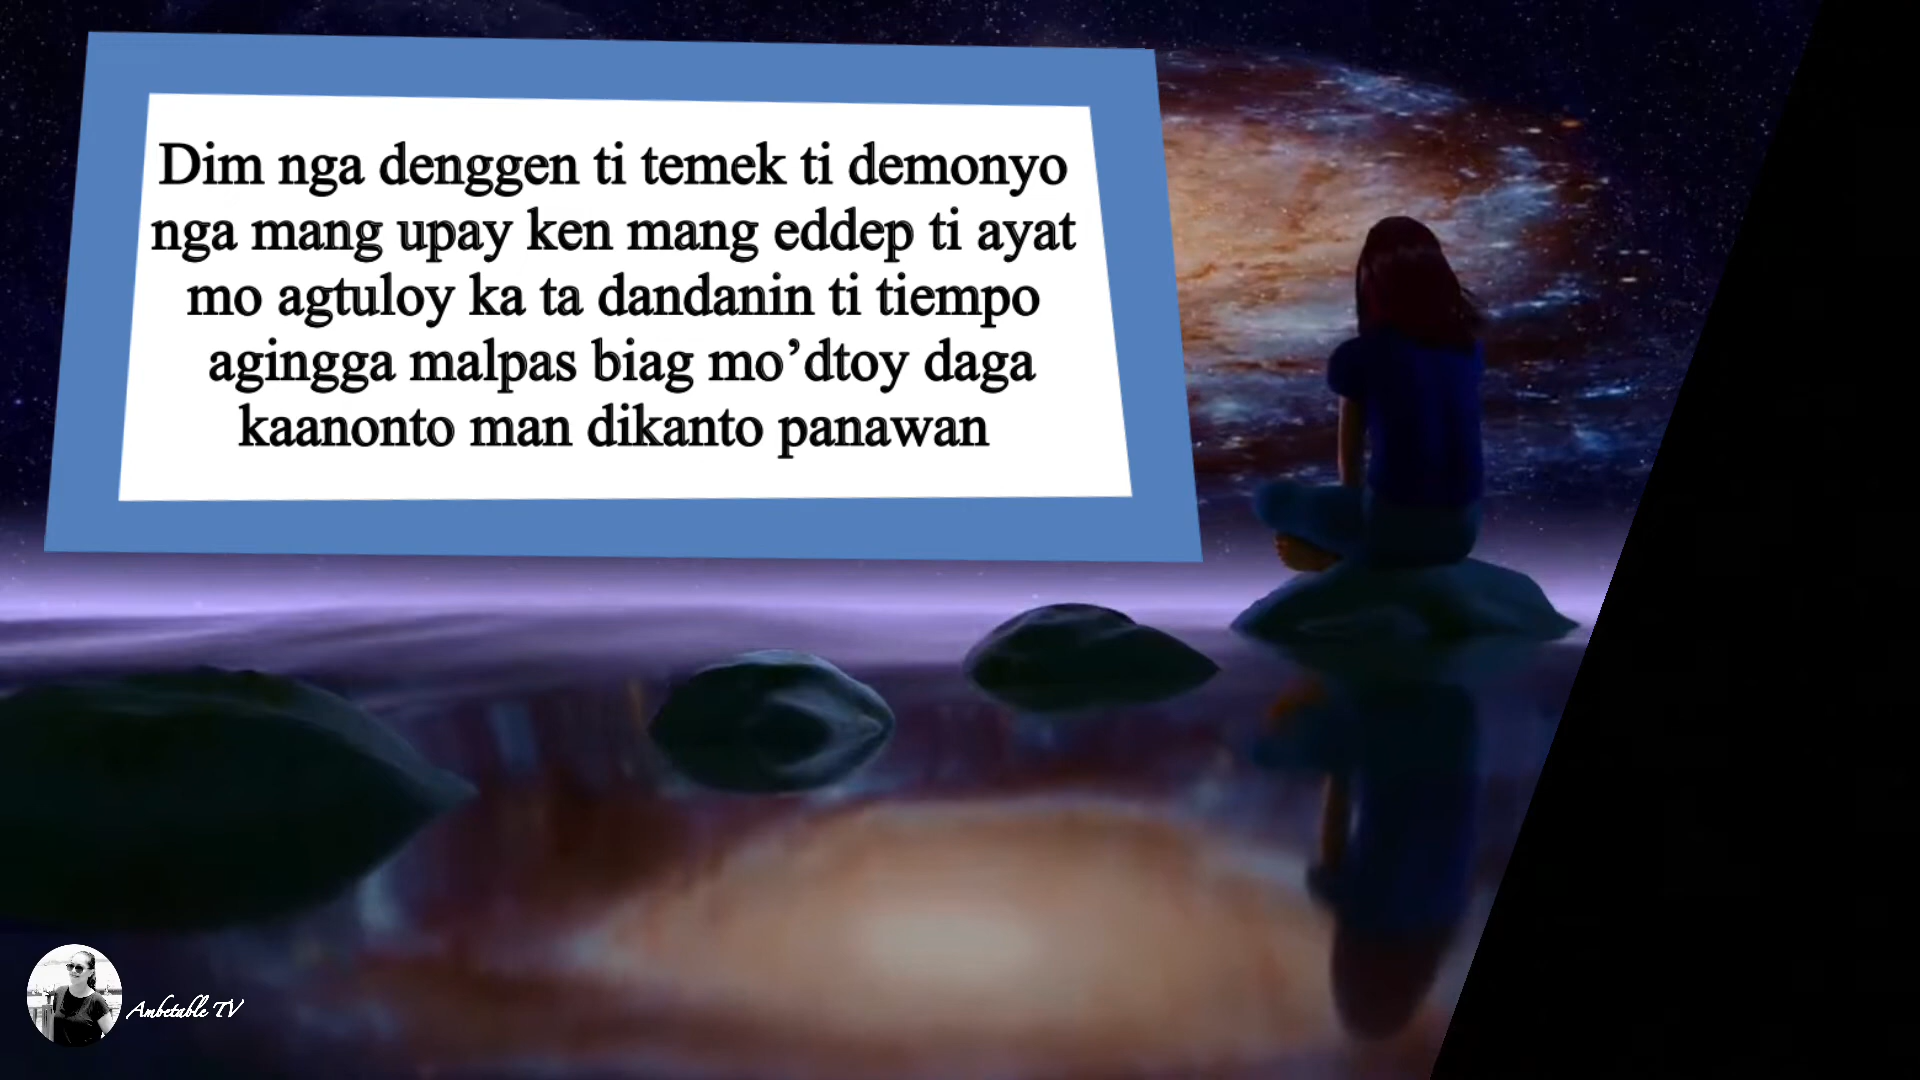 Dim nga denggen ti temek ti demonyo
nga mang upay ken mang eddep ti ayat
mo agtuloy ka ta dandanin ti tiempo
agingga malpas biag mo’dtoy daga
kaanonto man dikanto panawan
Ambetable TV